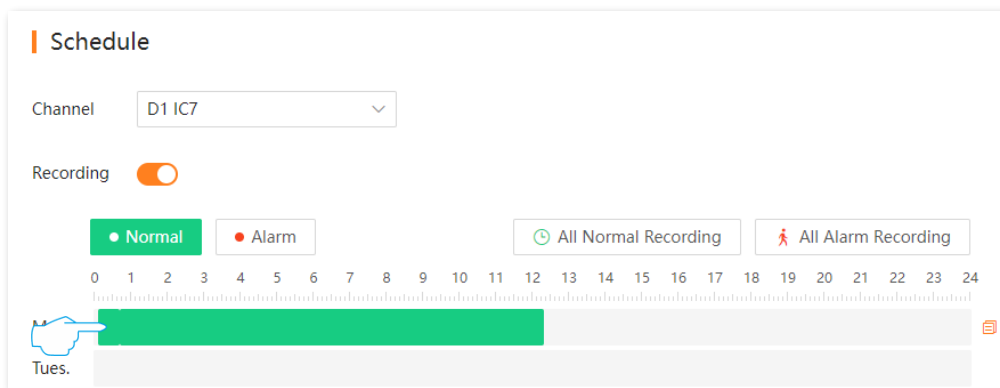 Schedule
Channel D1 IC7
Recording
Normal Alarm All Normal Recording All Alarm Recording
0 1 2 3 4 5 6 7 8 9 10 11 12 13 14 15 16 17 18 19 20 21 22 23 24
Tues.